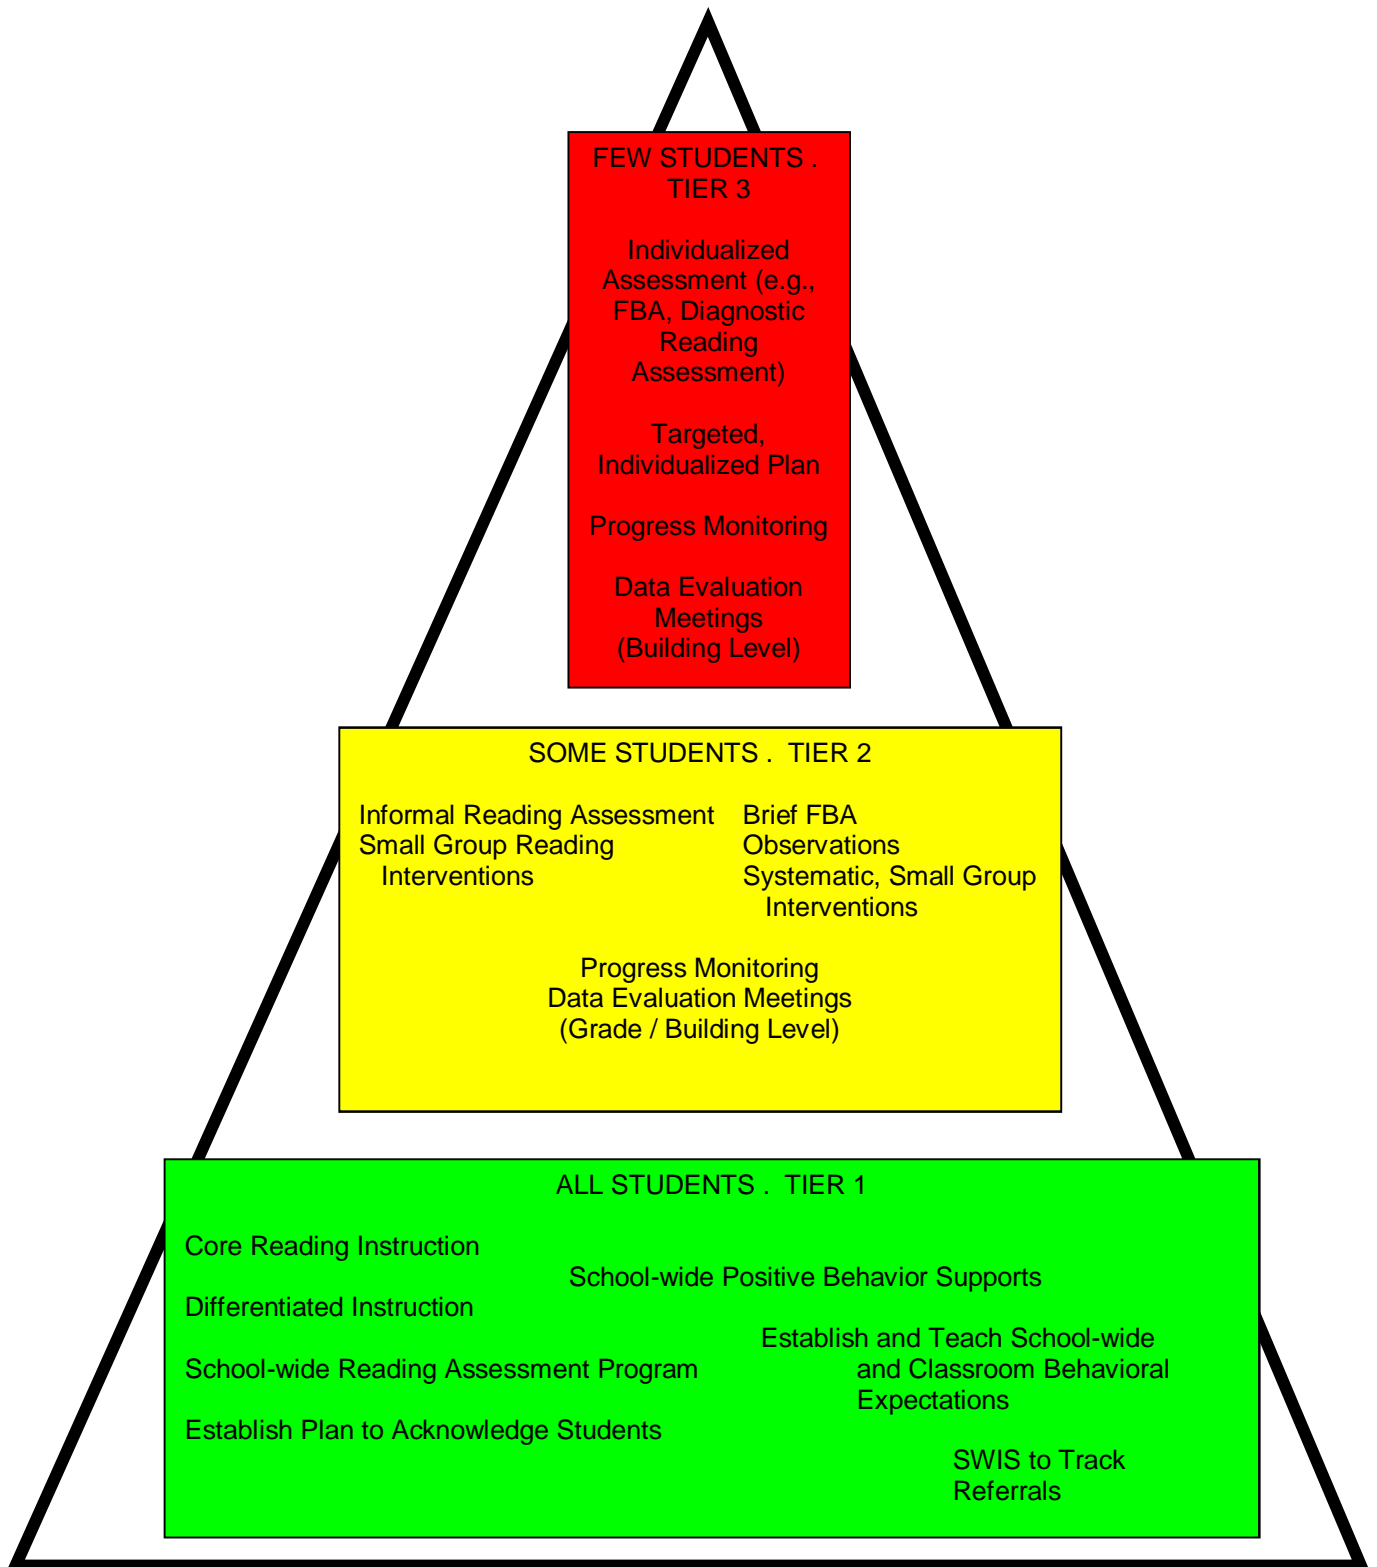 FEW STUDENTS .
TIER 3
Individualized
Assessment (e.g.,
FBA, Diagnostic
Reading
Assessment)
Targeted,
Individualized Plan
Progress Monitoring
Data Evaluation
Meetings
(Building Level)
SOME STUDENTS . TIER 2
Informal Reading Assessment
Small Group Reading
Interventions
Brief FBA
Observations
Systematic, Small Group
Interventions
Progress Monitoring
Data Evaluation Meetings
(Grade / Building Level)
ALL STUDENTS . TIER 1
Core Reading Instruction
School-wide Positive Behavior Supports
Differentiated Instruction
Establish and Teach School-wide
School-wide Reading Assessment Program
and Classroom Behavioral
Expectations
Establish Plan to Acknowledge Students
SWIS to Track
Referrals